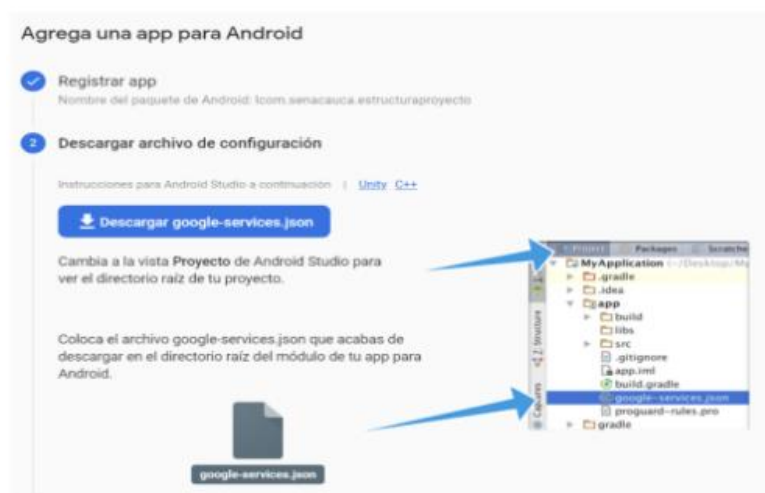 Agrega una app para Android
Registrar app
Nombre del paquete de Android: lcom.senacauca.estructuraproyecto
2
Descargar archivo de configuración
Instrucciones para Android Studio a continuación | Unity C++
Descargar google-services.json
Cambia a la vista Proyecto de Android Studio para
ver el directorio raíz de tu proyecto.
Coloca el archivo google-services.json que acabas de
descargar en el directorio raíz del módulo de tu app para
Android.
google-services.json
Project Packages Scratche
MyApplication (~/Desktop/My
.gradle
.idea
app
build
libs
src
.gitignore
app.iml
build.gradle
google-services.json
proguard-rules.pro
gradle
Z: Structure
Captures